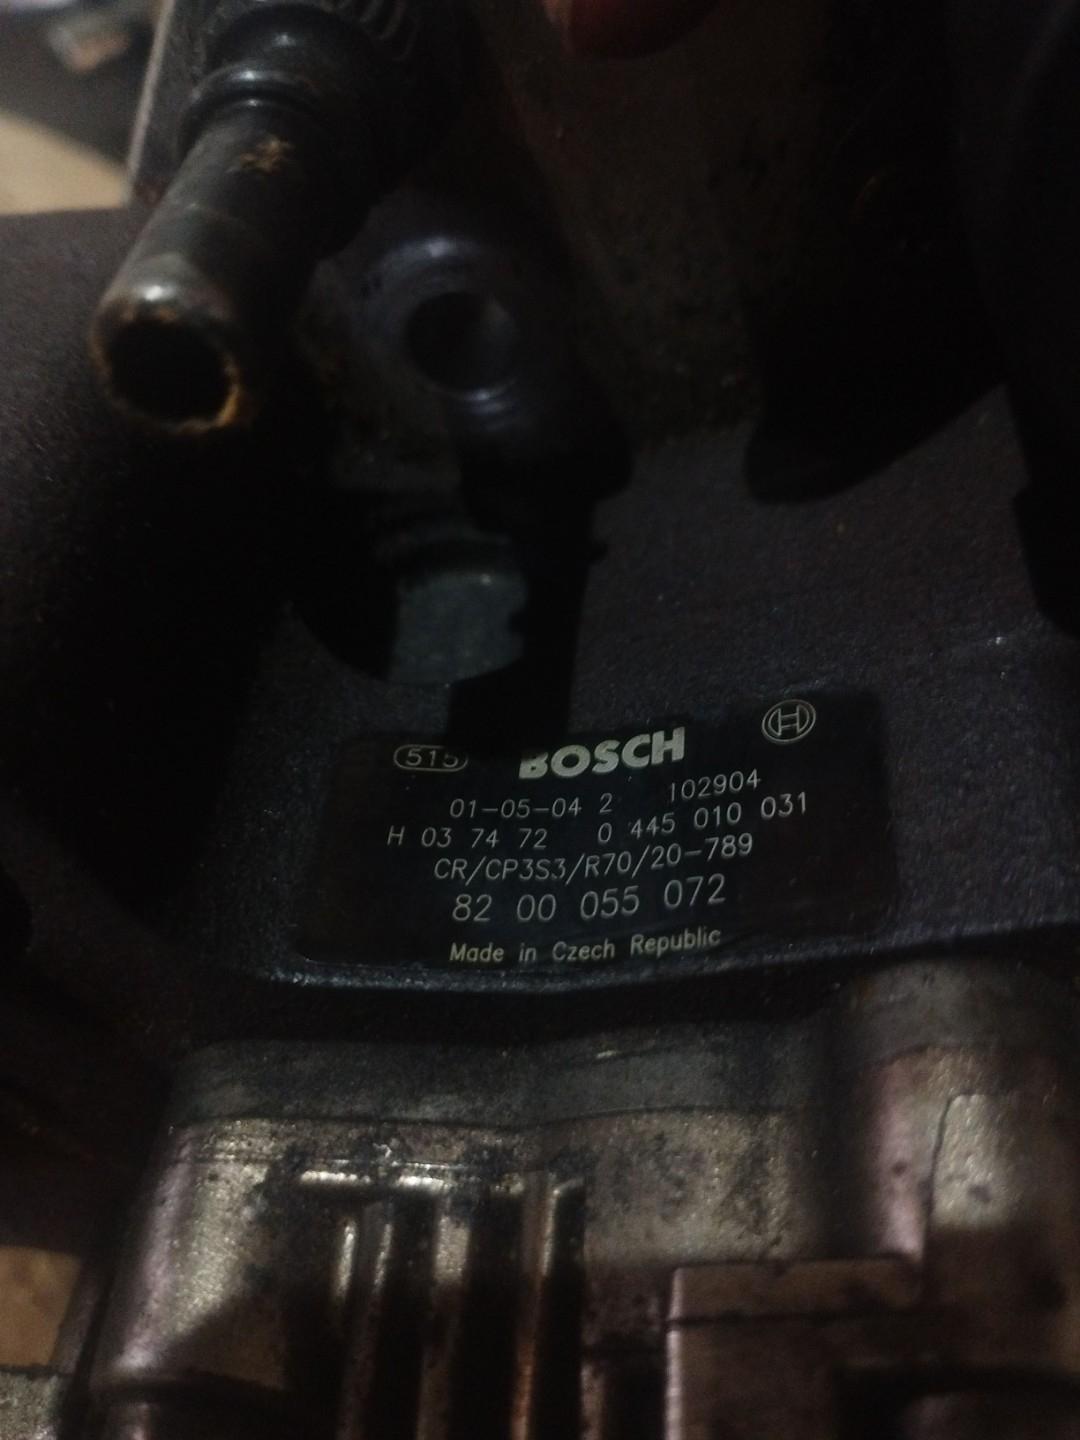 515 BOSCH
01-05-04 2 102904
H 03 74 72 0 445 010 031
CR/CP3S3/R70/20-789
82 00 055 072
Made in Czech Republic